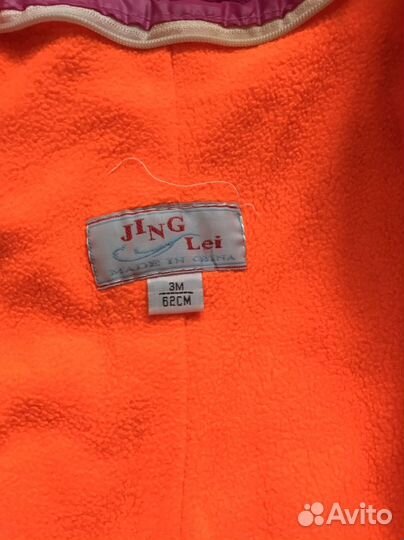 JING
Lei
MADE IN CHINA
3M
62CM
Avito